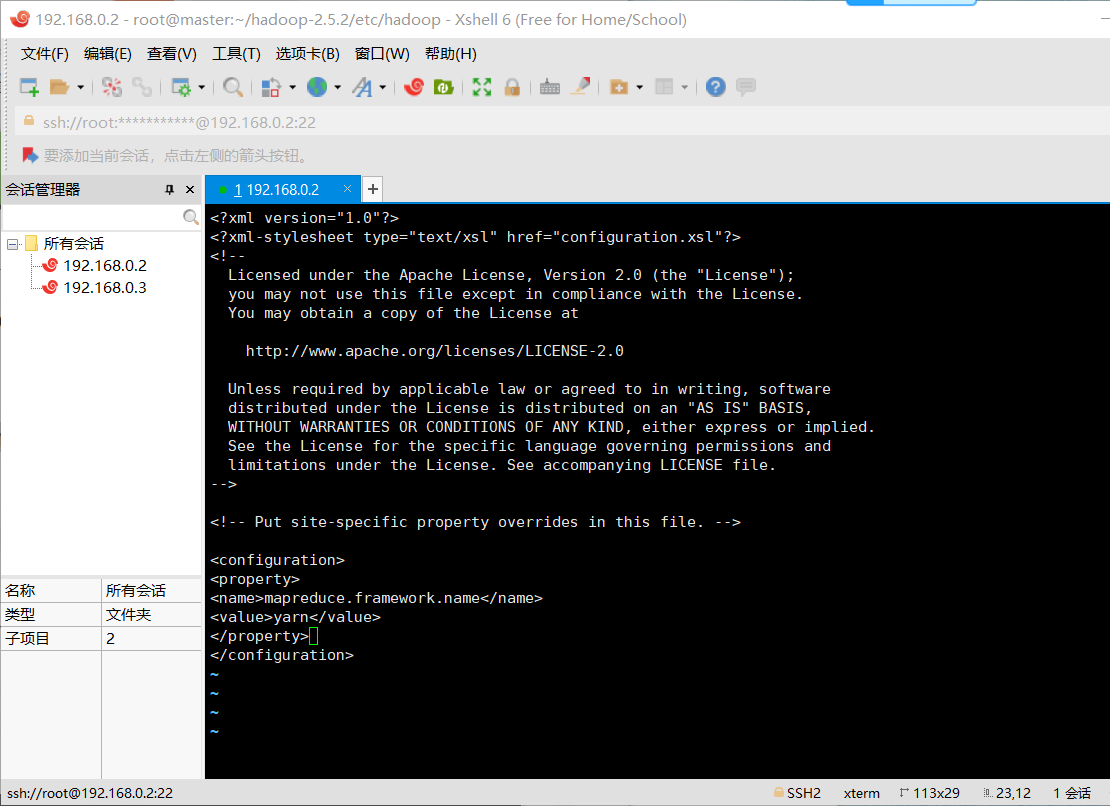 192.168.0.2 - root@master:~/hadoop-2.5.2/etc/hadoop - Xshell 6 (Free for Home/School)
文件(F) 编辑(E) 查看(V) 工具(T) 选项卡(B) 窗口(W) 帮助(H)
ssh://root:***********@192.168.0.2:22
要添加当前会话，点击左侧的箭头按钮。
会话管理器
1 192.168.0.2
所有会话
192.168.0.2
192.168.0.3
名称 所有会话
类型 文件夹
子项目 2
<?xml version="1.0"?>
<?xml-stylesheet type="text/xsl" href="configuration.xsl"?>
<!--
Licensed under the Apache License, Version 2.0 (the "License");
you may not use this file except in compliance with the License.
You may obtain a copy of the License at
http://www.apache.org/licenses/LICENSE-2.0
Unless required by applicable law or agreed to in writing, software
distributed under the License is distributed on an "AS IS" BASIS,
WITHOUT WARRANTIES OR CONDITIONS OF ANY KIND, either express or implied.
See the License for the specific language governing permissions and
limitations under the License. See accompanying LICENSE file.
-->
<!-- Put site-specific property overrides in this file. -->
<configuration>
<property>
<name>mapreduce.framework.name</name>
<value>yarn</value>
</property>
</configuration>
~
~
~
~
ssh://root@192.168.0.2:22 SSH2 xterm 113x29 23,12 1 会话